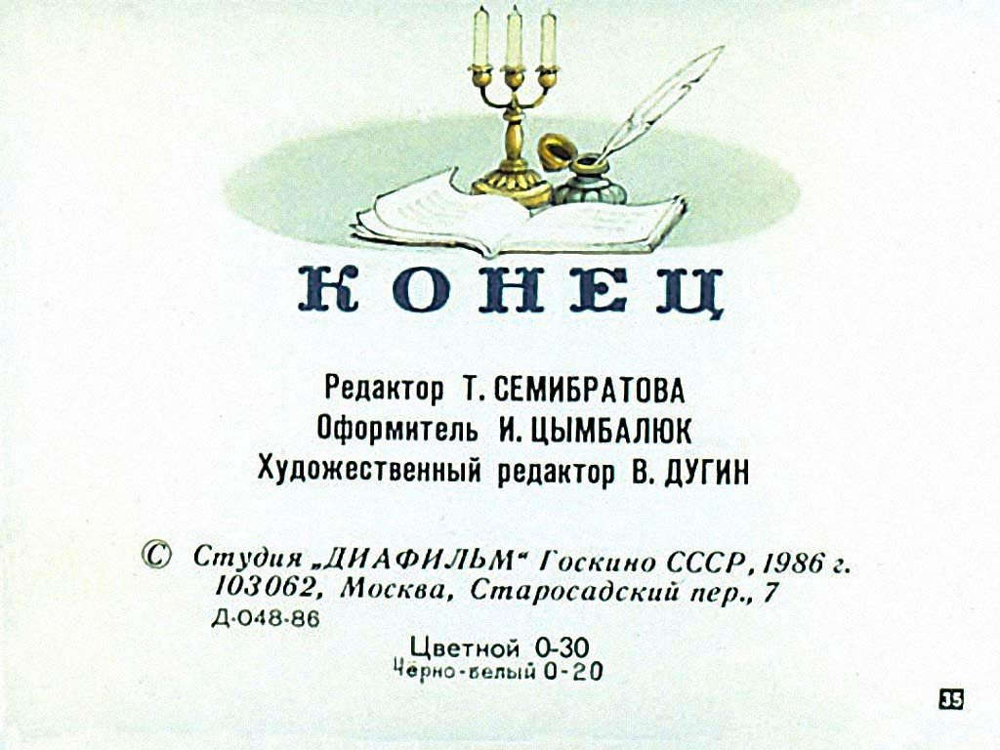 КОНЕЦ
Редактор Т. СЕМИБРАТОВА
Оформитель И. ЦЫМБАЛЮК
Художественный редактор В. ДУГИН
© Студия „ДИАФИЛЬМ“ Госкино СССР, 1986 г.
103062, Москва, Старосадский пер., 7
Д-048-86
Цветной 0-30
Черно-белый 0-20
35